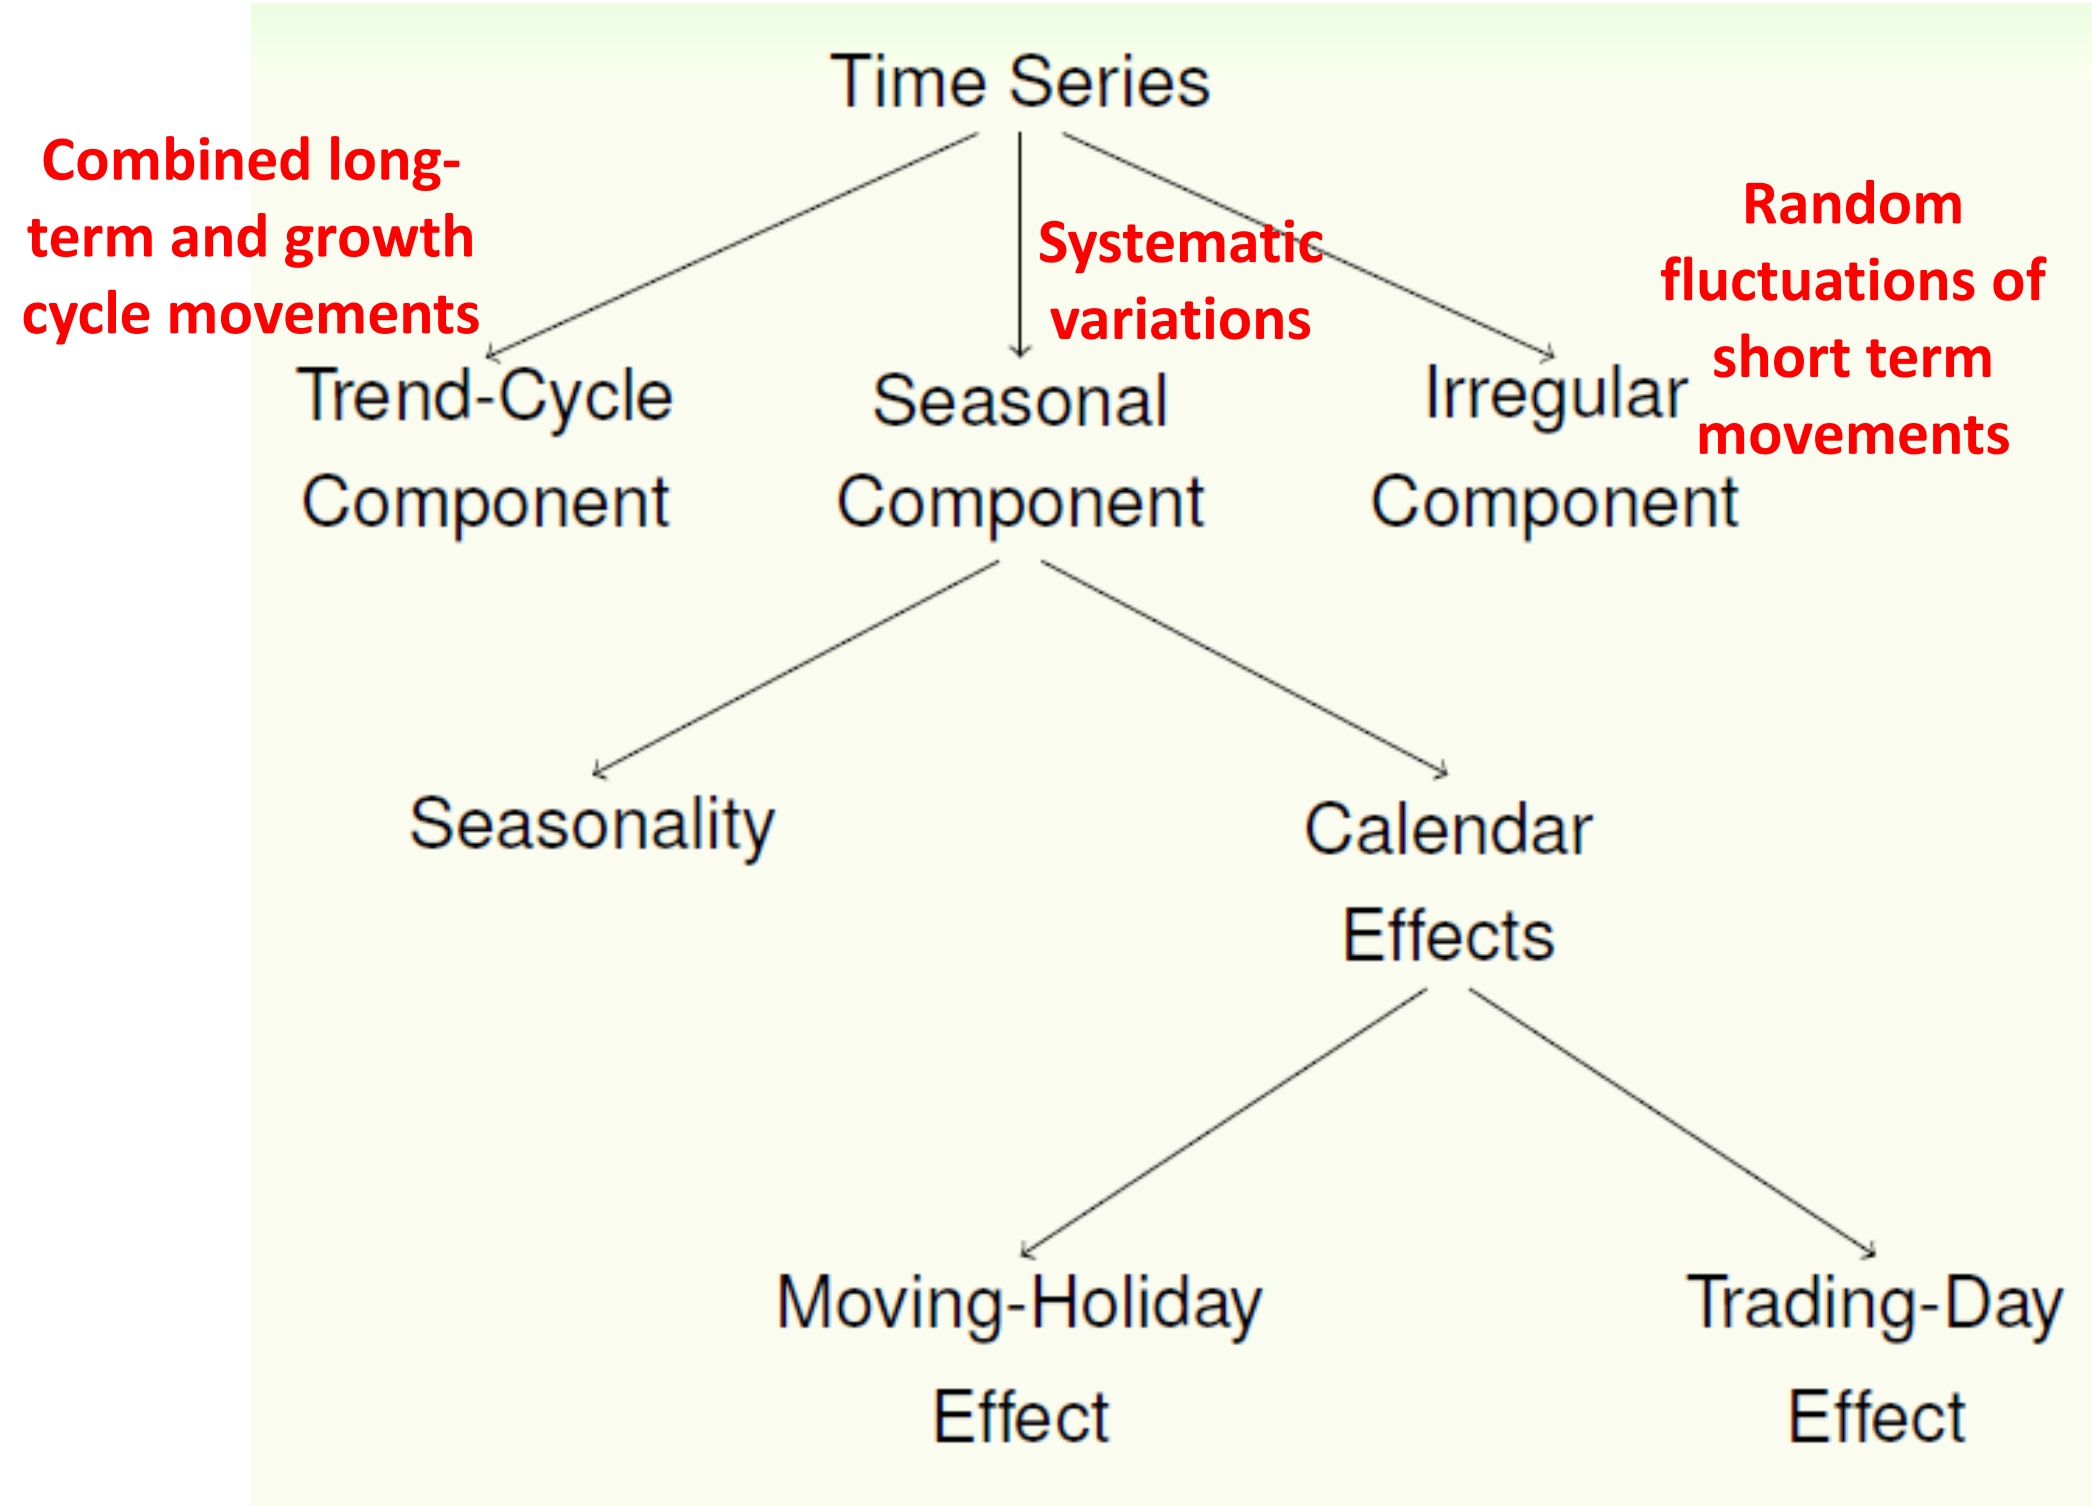 Time Series
Combined long-
term and growth
cycle movements
Systematic
variations
Random
fluctuations of
short term
movements
Trend-Cycle
Component
Seasonal
Component
Irregular
Component
Seasonality
Calendar
Effects
Moving-Holiday
Effect
Trading-Day
Effect